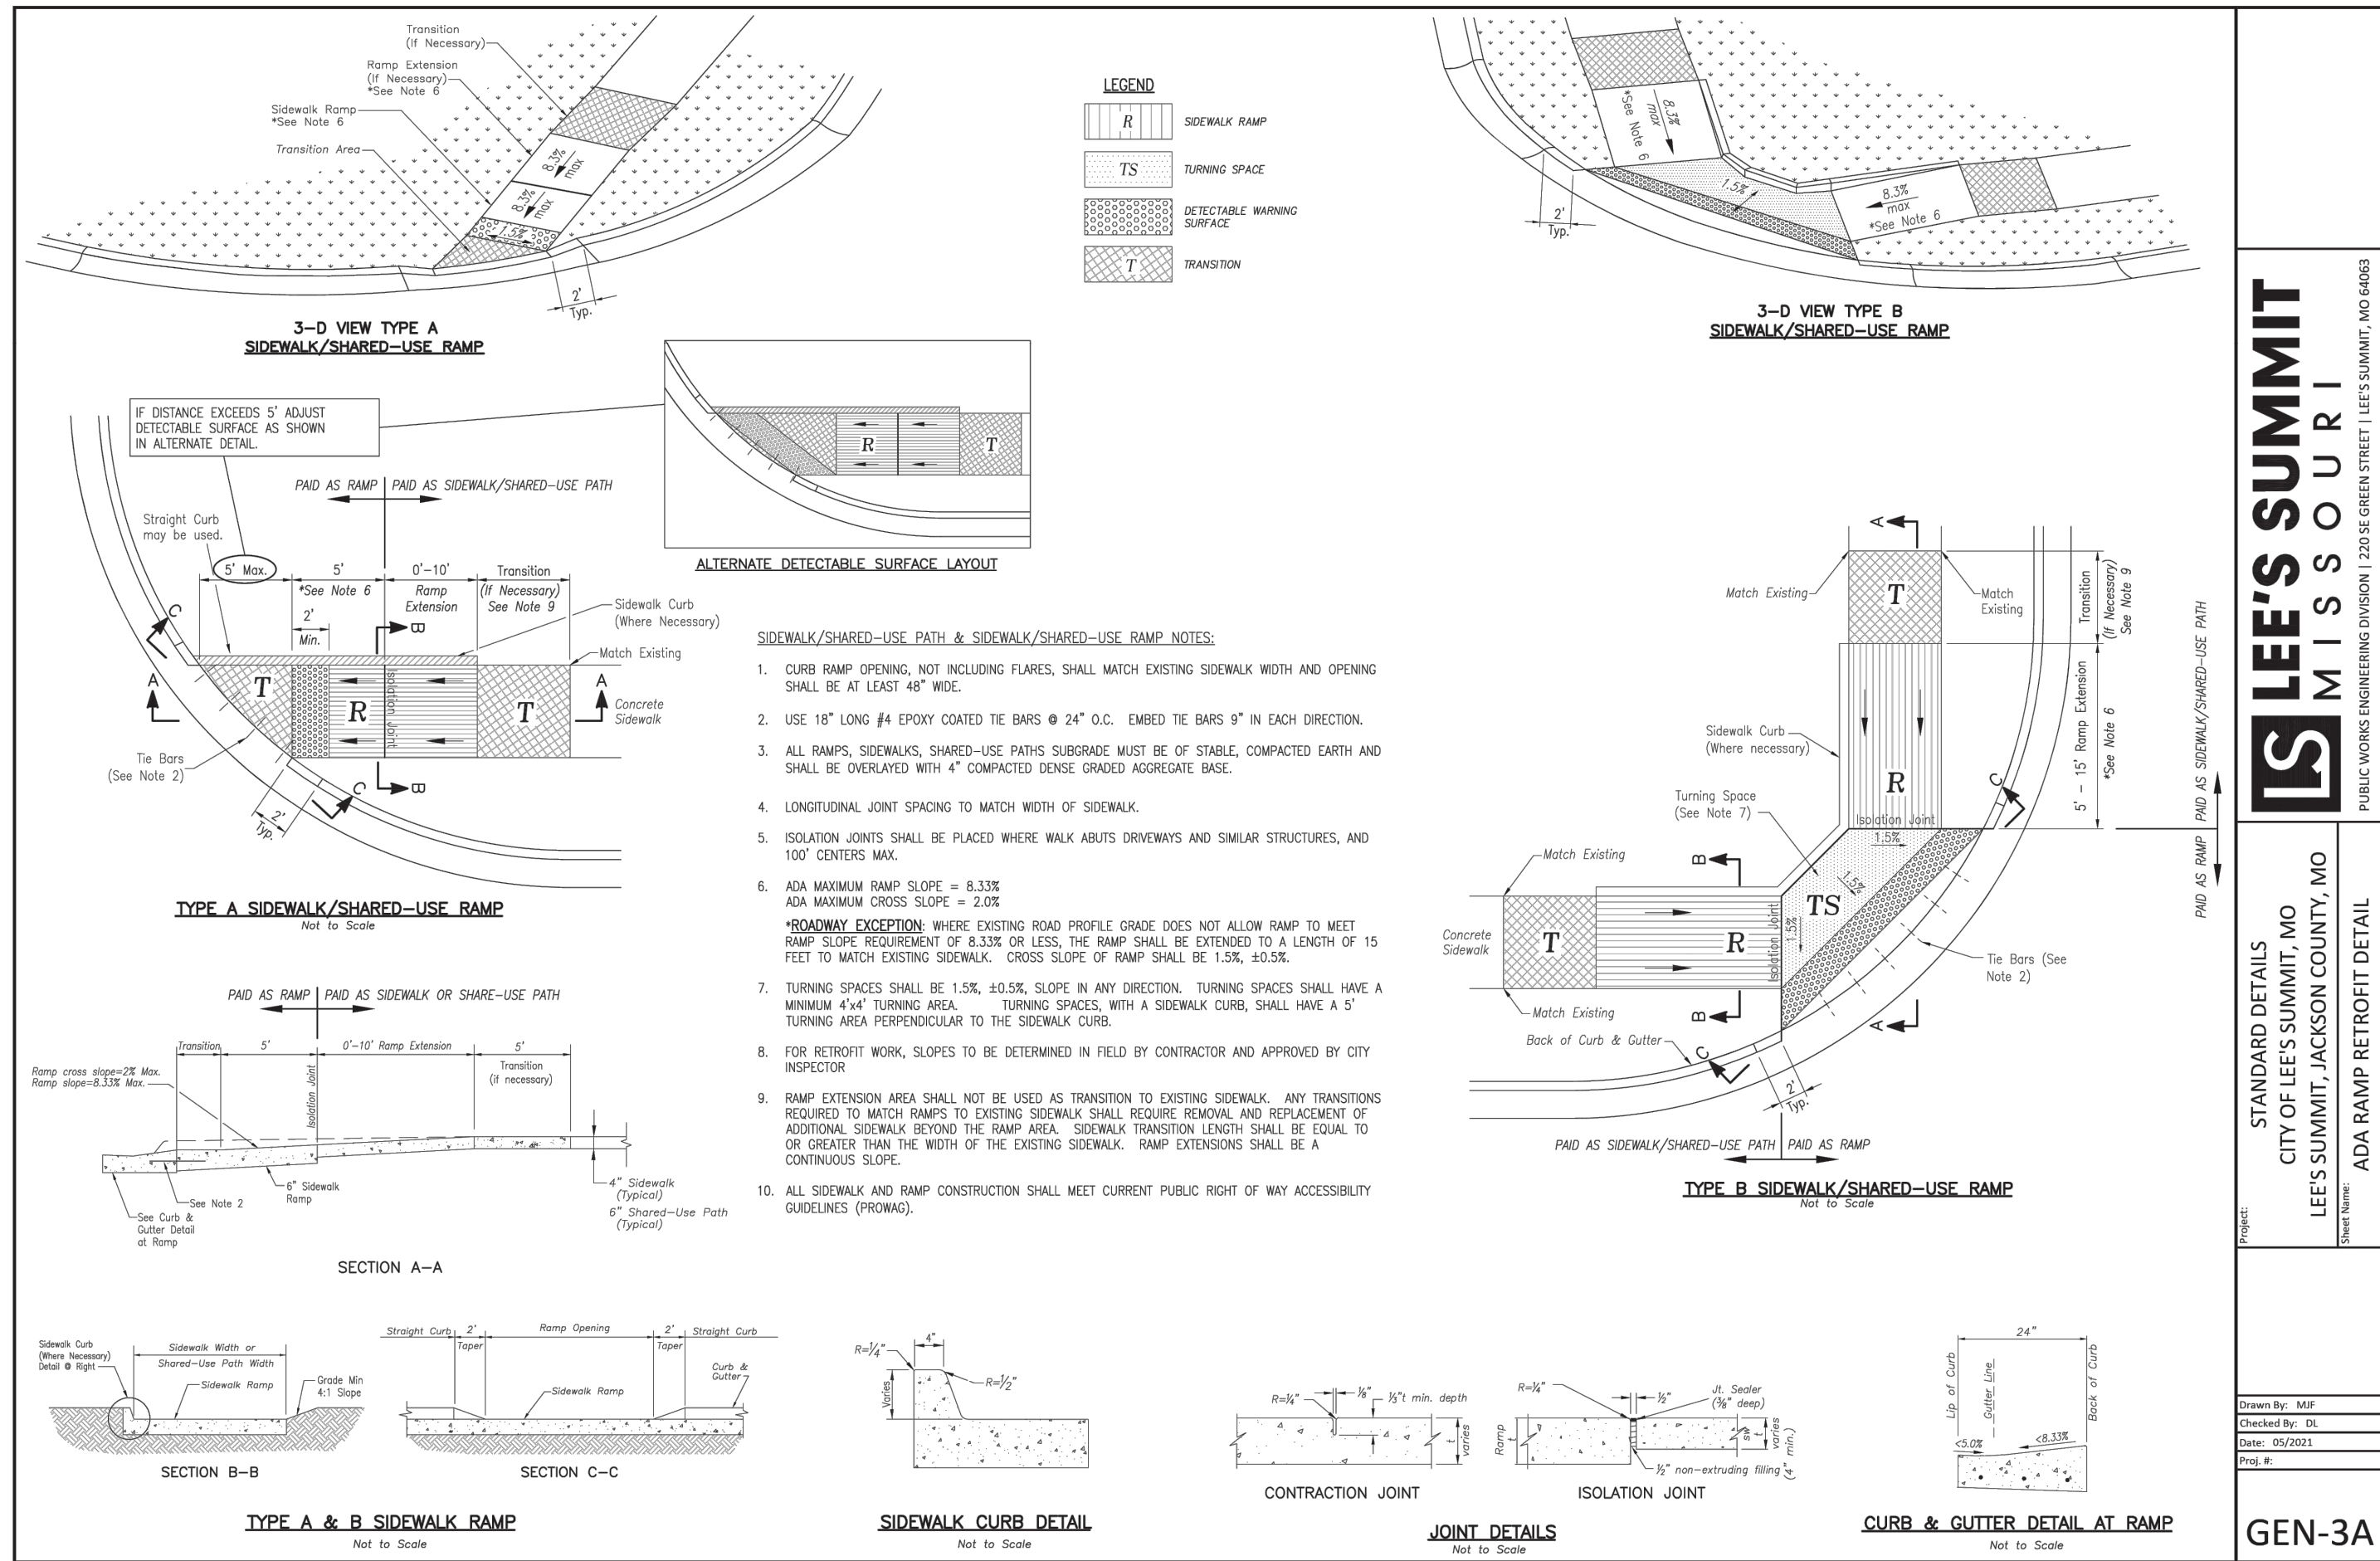 Transition
(If Necessary)
Ramp Extension
(If Necessary)
*See Note 6
Sidewalk Ramp
*See Note 6
Transition Area
8.3%
max
8.3%
max
1.5%
2'
Typ.
3-D VIEW TYPE A
SIDEWALK/SHARED-USE RAMP
LEGEND
R
SIDEWALK RAMP
TS
TURNING SPACE
DETECTABLE WARNING
SURFACE
T
TRANSITION
*See Note 6
8.3%
max
1.5%
8.3%
max
*See Note 6
2'
Typ.
3-D VIEW TYPE B
SIDEWALK/SHARED-USE RAMP
IF DISTANCE EXCEEDS 5' ADJUST
DETECTABLE SURFACE AS SHOWN
IN ALTERNATE DETAIL.
R
T
ALTERNATE DETECTABLE SURFACE LAYOUT
PAID AS RAMP
PAID AS SIDEWALK/SHARED-USE PATH
Straight Curb
may be used.
5' Max.
5'
*See Note 6
0'-10'
Ramp
Extension
Transition
(If Necessary)
See Note 9
2'
Min.
B
Sidewalk Curb
(Where Necessary)
Match Existing
C
A
T
R
Isolation Joint
T
A
Concrete
Sidewalk
Tie Bars
(See Note 2)
B
C
2'
Typ.
TYPE A SIDEWALK/SHARED-USE RAMP
Not to Scale
SIDEWALK/SHARED-USE PATH & SIDEWALK/SHARED-USE RAMP NOTES:
1. CURB RAMP OPENING, NOT INCLUDING FLARES, SHALL MATCH EXISTING SIDEWALK WIDTH AND OPENING
SHALL BE AT LEAST 48" WIDE.
2. USE 18" LONG #4 EPOXY COATED TIE BARS @ 24" O.C. EMBED TIE BARS 9" IN EACH DIRECTION.
3. ALL RAMPS, SIDEWALKS, SHARED-USE PATHS SUBGRADE MUST BE OF STABLE, COMPACTED EARTH AND
SHALL BE OVERLAYED WITH 4" COMPACTED DENSE GRADED AGGREGATE BASE.
4. LONGITUDINAL JOINT SPACING TO MATCH WIDTH OF SIDEWALK.
5. ISOLATION JOINTS SHALL BE PLACED WHERE WALK ABUTS DRIVEWAYS AND SIMILAR STRUCTURES, AND
100' CENTERS MAX.
6. ADA MAXIMUM RAMP SLOPE = 8.33%
ADA MAXIMUM CROSS SLOPE = 2.0%
*ROADWAY EXCEPTION: WHERE EXISTING ROAD PROFILE GRADE DOES NOT ALLOW RAMP TO MEET
RAMP SLOPE REQUIREMENT OF 8.33% OR LESS, THE RAMP SHALL BE EXTENDED TO A LENGTH OF 15
FEET TO MATCH EXISTING SIDEWALK. CROSS SLOPE OF RAMP SHALL BE 1.5%, ±0.5%.
7. TURNING SPACES SHALL BE 1.5%, ±0.5%, SLOPE IN ANY DIRECTION. TURNING SPACES SHALL HAVE A
MINIMUM 4'x4' TURNING AREA. TURNING SPACES, WITH A SIDEWALK CURB, SHALL HAVE A 5'
TURNING AREA PERPENDICULAR TO THE SIDEWALK CURB.
8. FOR RETROFIT WORK, SLOPES TO BE DETERMINED IN FIELD BY CONTRACTOR AND APPROVED BY CITY
INSPECTOR
9. RAMP EXTENSION AREA SHALL NOT BE USED AS TRANSITION TO EXISTING SIDEWALK. ANY TRANSITIONS
REQUIRED TO MATCH RAMPS TO EXISTING SIDEWALK SHALL REQUIRE REMOVAL AND REPLACEMENT OF
ADDITIONAL SIDEWALK BEYOND THE RAMP AREA. SIDEWALK TRANSITION LENGTH SHALL BE EQUAL TO
OR GREATER THAN THE WIDTH OF THE EXISTING SIDEWALK. RAMP EXTENSIONS SHALL BE A
CONTINUOUS SLOPE.
10. ALL SIDEWALK AND RAMP CONSTRUCTION SHALL MEET CURRENT PUBLIC RIGHT OF WAY ACCESSIBILITY
GUIDELINES (PROWAG).
A
Match Existing
T
Match
Existing
Transition
(If Necessary)
See Note 9
PAID AS SIDEWALK/SHARED-USE PATH
Sidewalk Curb
(Where necessary)
5' - 15' Ramp Extension
*See Note 6
R
C
Turning Space
(See Note 7)
Isolation Joint
1.5%
PAID AS RAMP
Match Existing
B
1.5%
TS
Concrete
Sidewalk
T
R
Isolation Joint
1.5%
Tie Bars (See
Note 2)
Match Existing
B
A
Back of Curb & Gutter
C
2'
Typ.
PAID AS SIDEWALK/SHARED-USE PATH
PAID AS RAMP
TYPE B SIDEWALK/SHARED-USE RAMP
Not to Scale
PAID AS RAMP
PAID AS SIDEWALK OR SHARE-USE PATH
Transition
5'
0'-10' Ramp Extension
5'
Transition
(if necessary)
Ramp cross slope=2% Max.
Ramp slope=8.33% Max.
Isolation Joint
See Note 2
6" Sidewalk
Ramp
See Curb &
Gutter Detail
at Ramp
4" Sidewalk
(Typical)
6" Shared-Use Path
(Typical)
SECTION A-A
Sidewalk Curb
(Where Necessary)
Detail @ Right
Sidewalk Width or
Shared-Use Path Width
Sidewalk Ramp
Grade Min
4:1 Slope
SECTION B-B
Straight Curb
2'
Taper
Ramp Opening
2'
Taper
Straight Curb
Curb &
Gutter
Sidewalk Ramp
SECTION C-C
TYPE A & B SIDEWALK RAMP
Not to Scale
R=¼"
4"
R=½"
Varies
SIDEWALK CURB DETAIL
Not to Scale
R=¼"
⅛"
⅓"t min. depth
t
varies
CONTRACTION JOINT
R=¼"
½"
Jt. Sealer
(⅜" deep)
Ramp
t
sw
t
varies
(4" min.)
½" non-extruding filling
ISOLATION JOINT
JOINT DETAILS
Not to Scale
24"
Lip of Curb
Gutter Line
Back of Curb
<5.0%
<8.33%
CURB & GUTTER DETAIL AT RAMP
Not to Scale
LS LEE'S SUMMIT
MISSOURI
PUBLIC WORKS ENGINEERING DIVISION | 220 SE GREEN STREET | LEE'S SUMMIT, MO 64063
Project:
STANDARD DETAILS
CITY OF LEE'S SUMMIT, MO
LEE'S SUMMIT, JACKSON COUNTY, MO
Sheet Name:
ADA RAMP RETROFIT DETAIL
Drawn By: MJF
Checked By: DL
Date: 05/2021
Proj. #:
GEN-3A